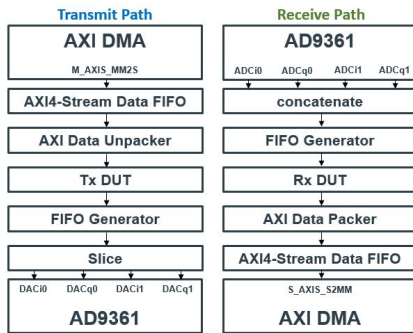 Transmit Path
AXI DMA
M_AXIS_MM2S
AXI4-Stream Data FIFO
AXI Data Unpacker
Tx DUT
FIFO Generator
Slice
DACi0 DACq0 DACi1 DACq1
AD9361
Receive Path
AD9361
ADCi0 ADCq0 ADCi1 ADCq1
concatenate
FIFO Generator
Rx DUT
AXI Data Packer
AXI4-Stream Data FIFO
S_AXIS_S2MM
AXI DMA